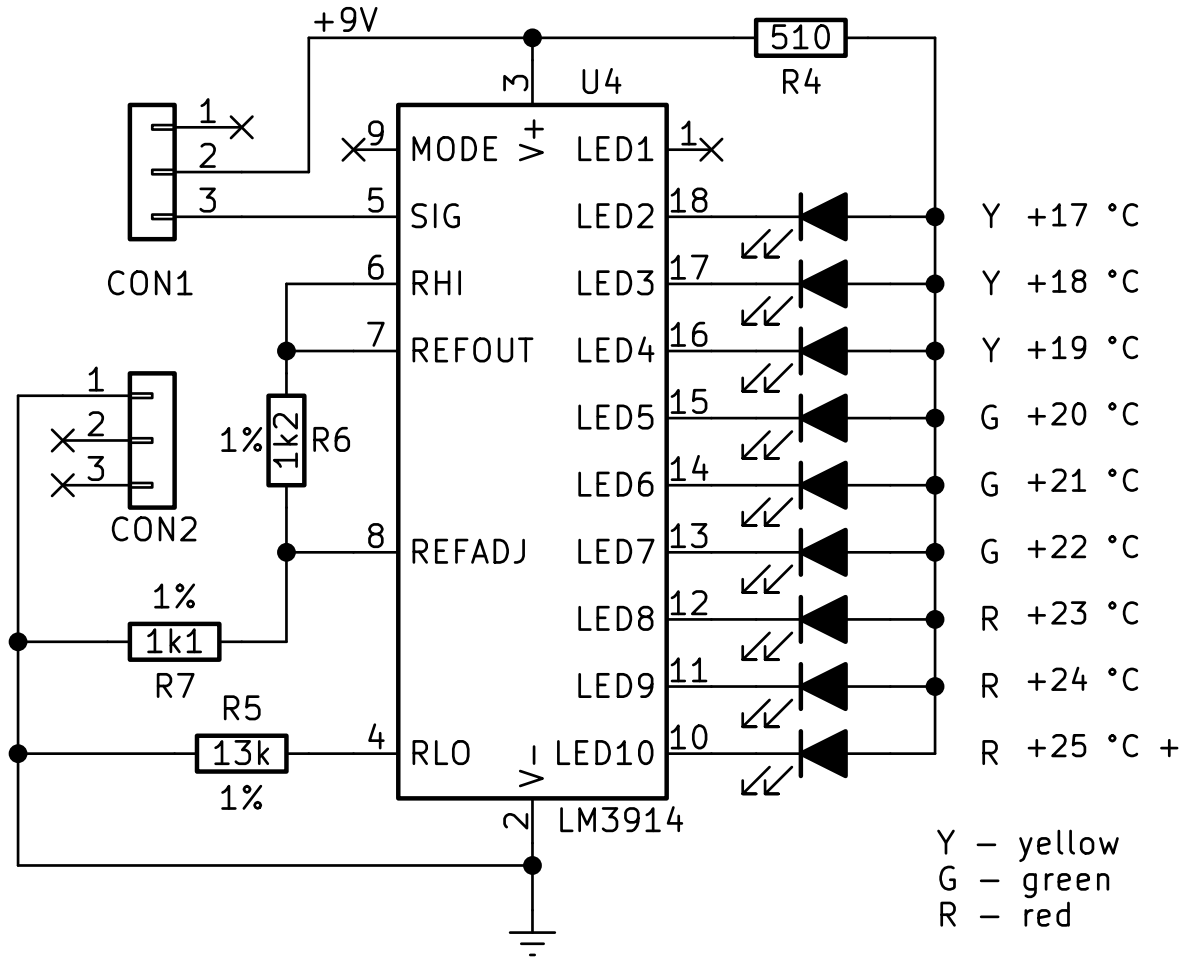 +9V
510
R4
3
U4
1
2
3
CON1
9 MODE V+ LED1 1
5 SIG LED2 18 Y +17 °C
6 RHI LED3 17 Y +18 °C
7 REFOUT LED4 16 Y +19 °C
1
2
3
CON2
1% 1k2 R6
LED5 15 G +20 °C
LED6 14 G +21 °C
8 REFADJ LED7 13 G +22 °C
1%
1k1
R7
LED8 12 R +23 °C
LED9 11 R +24 °C
R5
13k
1%
4 RLO V- LED10 10 R +25 °C +
2
LM3914
Y - yellow
G - green
R - red